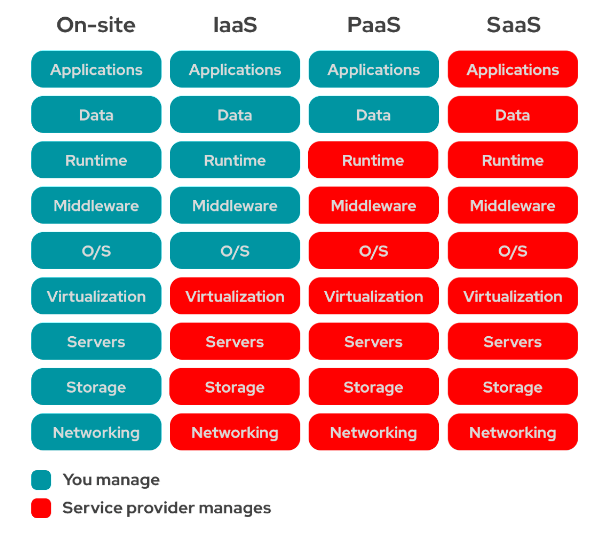 On-site IaaS PaaS SaaS
Applications Applications Applications Applications
Data Data Data Data
Runtime Runtime Runtime Runtime
Middleware Middleware Middleware Middleware
O/S O/S O/S O/S
Virtualization Virtualization Virtualization Virtualization
Servers Servers Servers Servers
Storage Storage Storage Storage
Networking Networking Networking Networking
You manage
Service provider manages